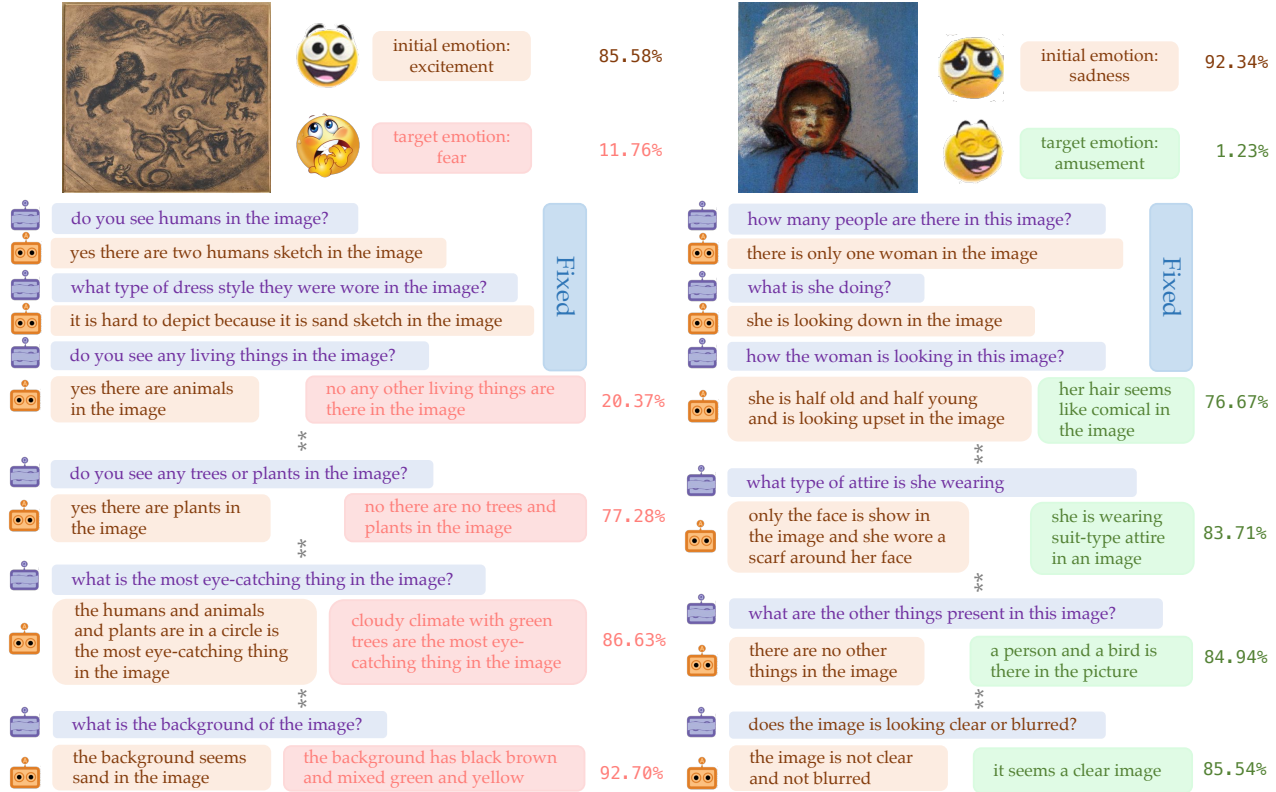 initial emotion:
excitement
85.58%
target emotion:
fear
11.76%
do you see humans in the image?
yes there are two humans sketch in the image
what type of dress style they were wore in the image?
it is hard to depict because it is sand sketch in the image
do you see any living things in the image?
Fixed
yes there are animals
in the image
no any other living things are
there in the image
20.37%
**
do you see any trees or plants in the image?
yes there are plants in
the image
no there are no trees and
plants in the image
77.28%
**
what is the most eye-catching thing in the image?
the humans and animals
and plants are in a circle is
the most eye-catching thing
in the image
cloudy climate with green
trees are the most eye-
catching thing in the image
86.63%
**
what is the background of the image?
the background seems
sand in the image
the background has black brown
and mixed green and yellow
92.70%
initial emotion:
sadness
92.34%
target emotion:
amusement
1.23%
how many people are there in this image?
there is only one woman in the image
what is she doing?
she is looking down in the image
how the woman is looking in this image?
Fixed
she is half old and half young
and is looking upset in the image
her hair seems
like comical in
the image
76.67%
**
what type of attire is she wearing
only the face is show in
the image and she wore a
scarf around her face
she is wearing
suit-type attire
in an image
83.71%
**
what are the other things present in this image?
there are no other
things in the image
a person and a bird is
there in the picture
84.94%
**
does the image is looking clear or blurred?
the image is not clear
and not blurred
it seems a clear image
85.54%